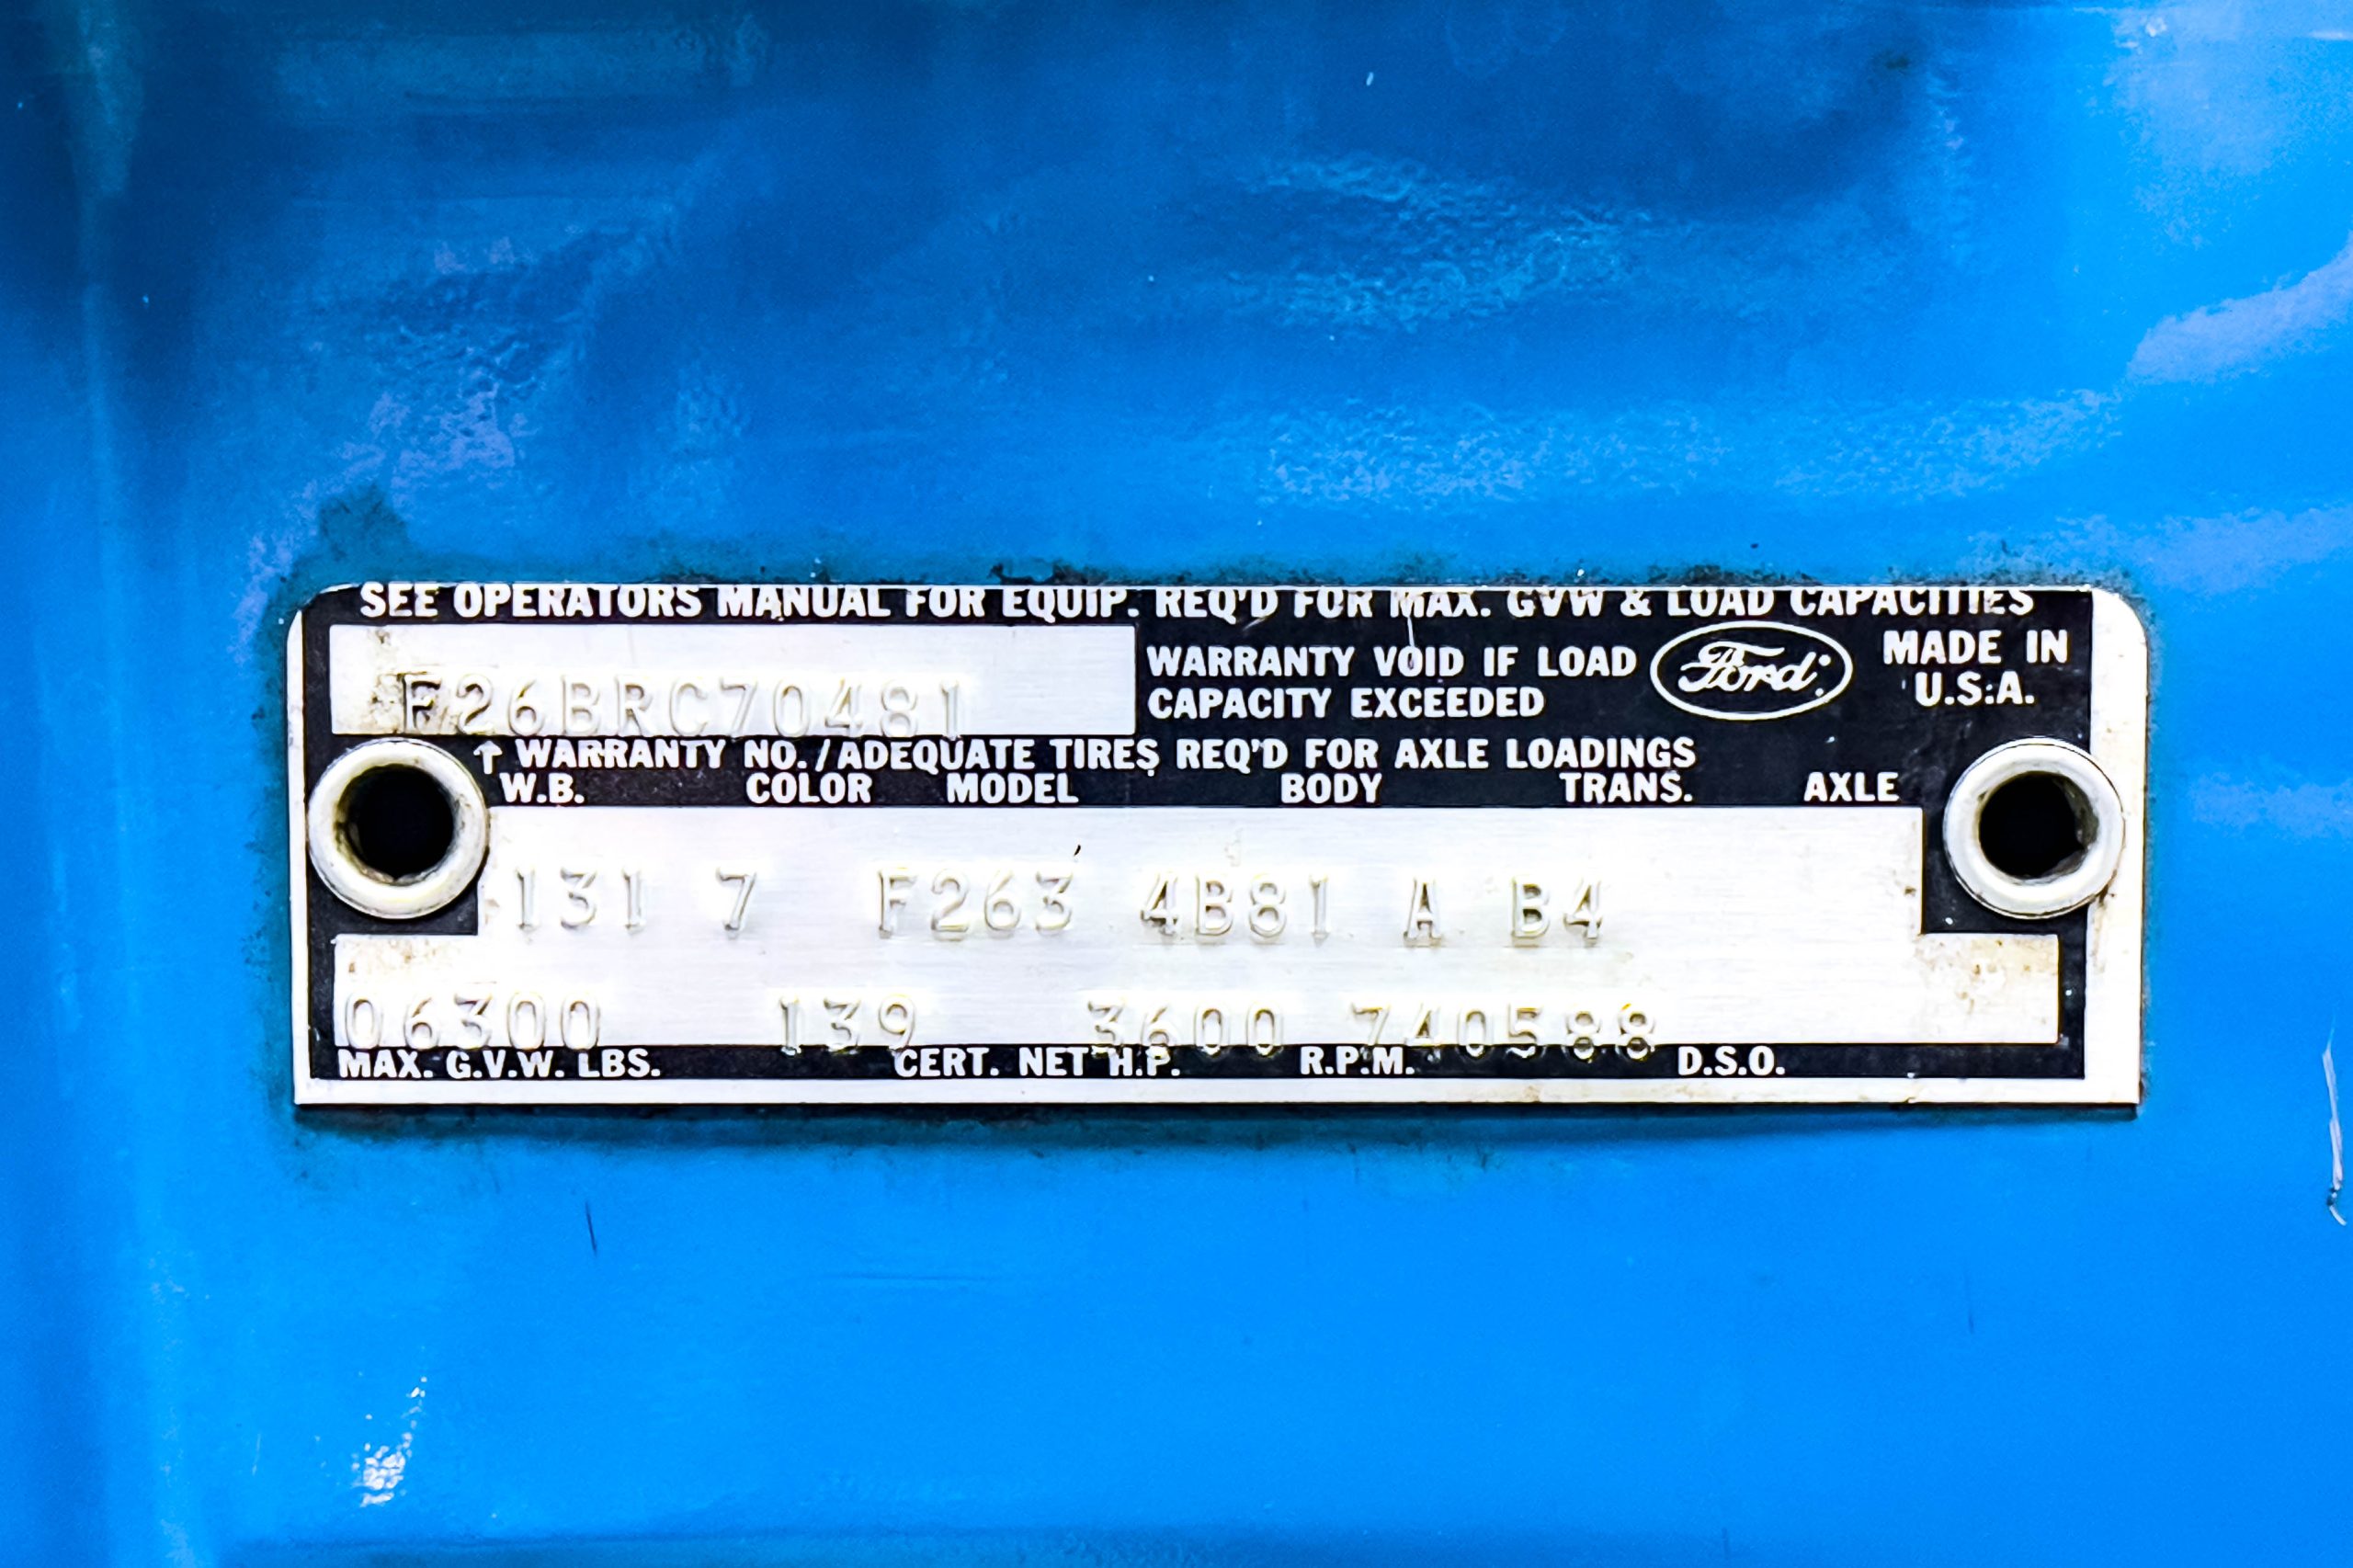 SEE OPERATORS MANUAL FOR EQUIP. REQ'D FOR MAX. GVW & LOAD CAPACITIES
F26BRC70481
WARRANTY VOID IF LOAD
CAPACITY EXCEEDED
Ford
MADE IN
U.S.A.
↑ WARRANTY NO./ADEQUATE TIRES REQ'D FOR AXLE LOADINGS
W.B. COLOR MODEL BODY TRANS. AXLE
131 7 F263 4B81 A B4
06300 139 3600 740588
MAX. G.V.W. LBS. CERT. NET H.P. R.P.M. D.S.O.